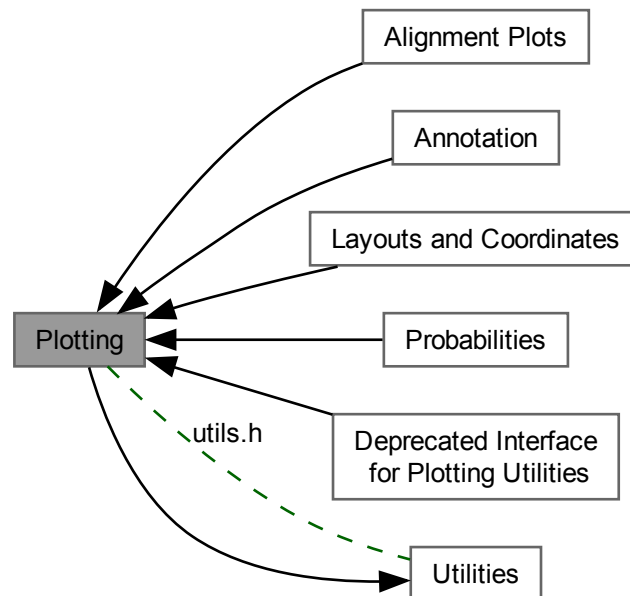 Alignment Plots
Annotation
Layouts and Coordinates
Plotting
Probabilities
utils.h
Deprecated Interface
for Plotting Utilities
Utilities